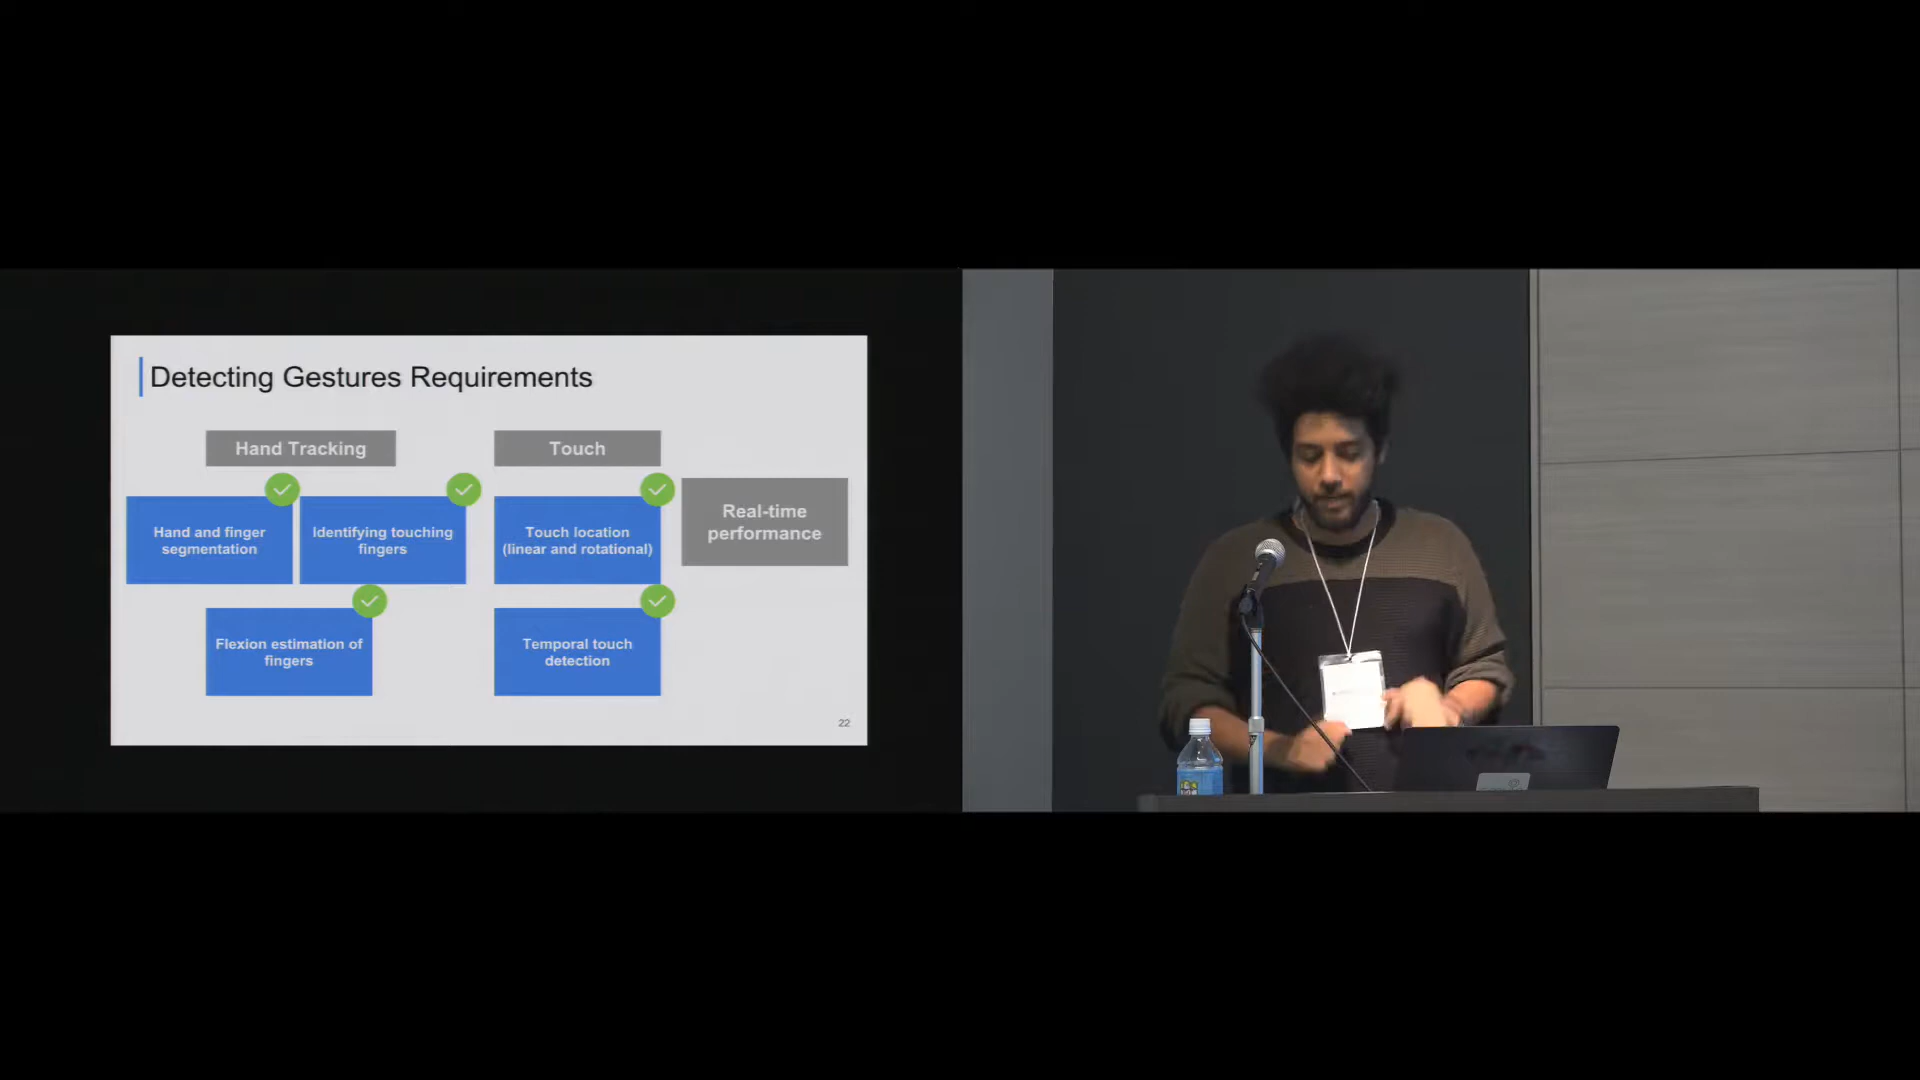 Detecting Gestures Requirements
Hand Tracking
Touch
Real-time
performance
Hand and finger
segmentation
Identifying touching
fingers
Touch location
(linear and rotational)
Flexion estimation of
fingers
Temporal touch
detection
22